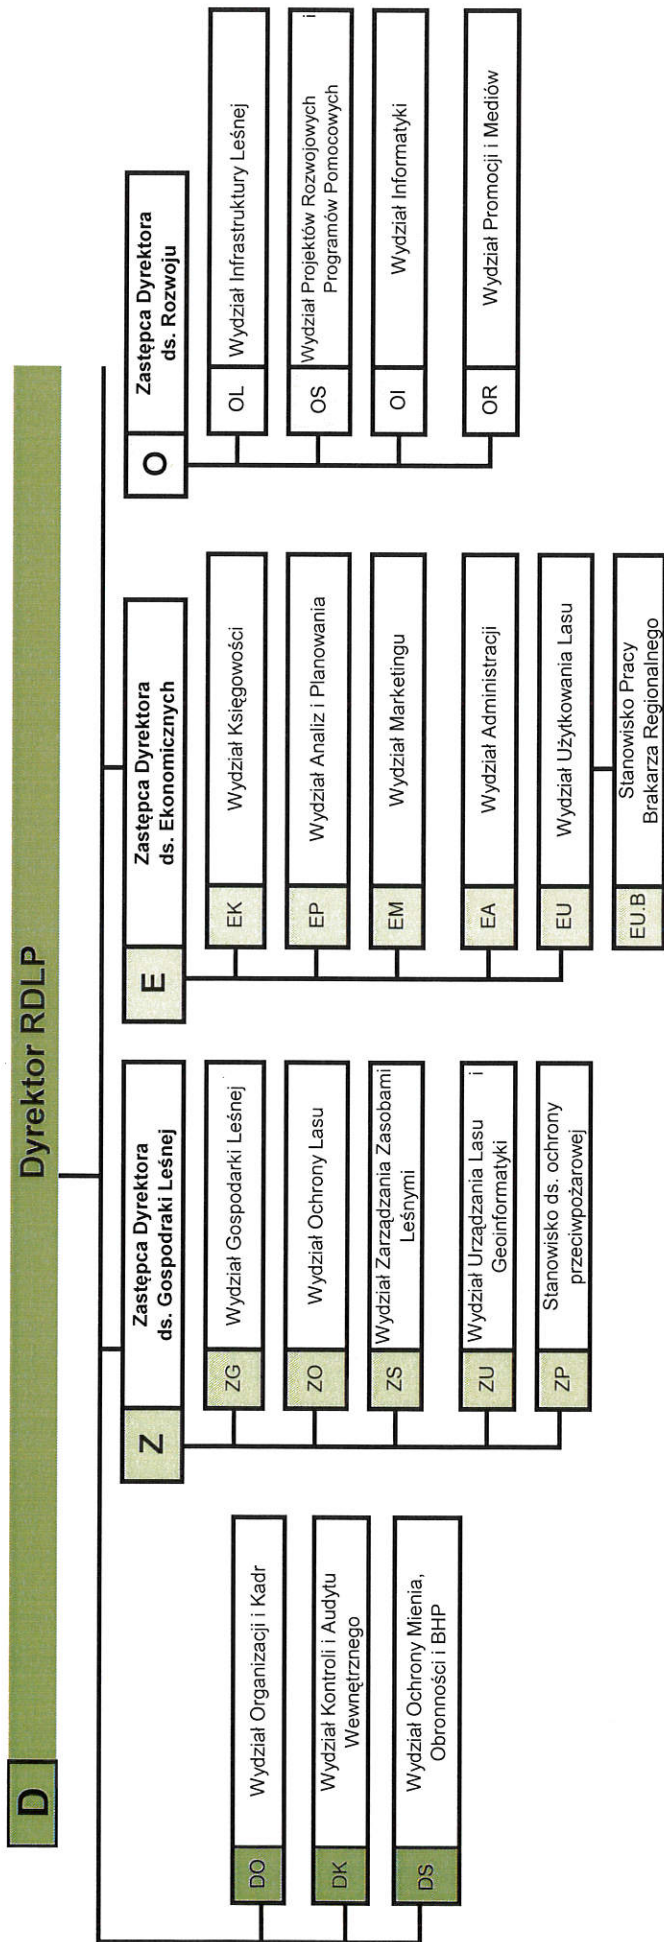 D
Dyrektor RDLP
DO
Wydział Organizacji i Kadr
DK
Wydział Kontroli i Audytu
Wewnętrznego
DS
Wydział Ochrony Mienia,
Obronności i BHP
Z
Zastępca Dyrektora
ds. Gospodraki Leśnej
ZG
Wydział Gospodarki Leśnej
ZO
Wydział Ochrony Lasu
ZS
Wydział Zarządzania Zasobami
Leśnymi
ZU
Wydział Urządzania Lasu i
Geoinformatyki
ZP
Stanowisko ds. ochrony
przeciwpożarowej
E
Zastępca Dyrektora
ds. Ekonomicznych
EK
Wydział Księgowości
EP
Wydział Analiz i Planowania
EM
Wydział Marketingu
EA
Wydział Administracji
EU
Wydział Użytkowania Lasu
EU.B
Stanowisko Pracy
Brakarza Regionalnego
O
Zastępca Dyrektora
ds. Rozwoju
OL
Wydział Infrastruktury Leśnej
OS
Wydział Projektów Rozwojowych i
Programów Pomocowych
OI
Wydział Informatyki
OR
Wydział Promocji i Mediów